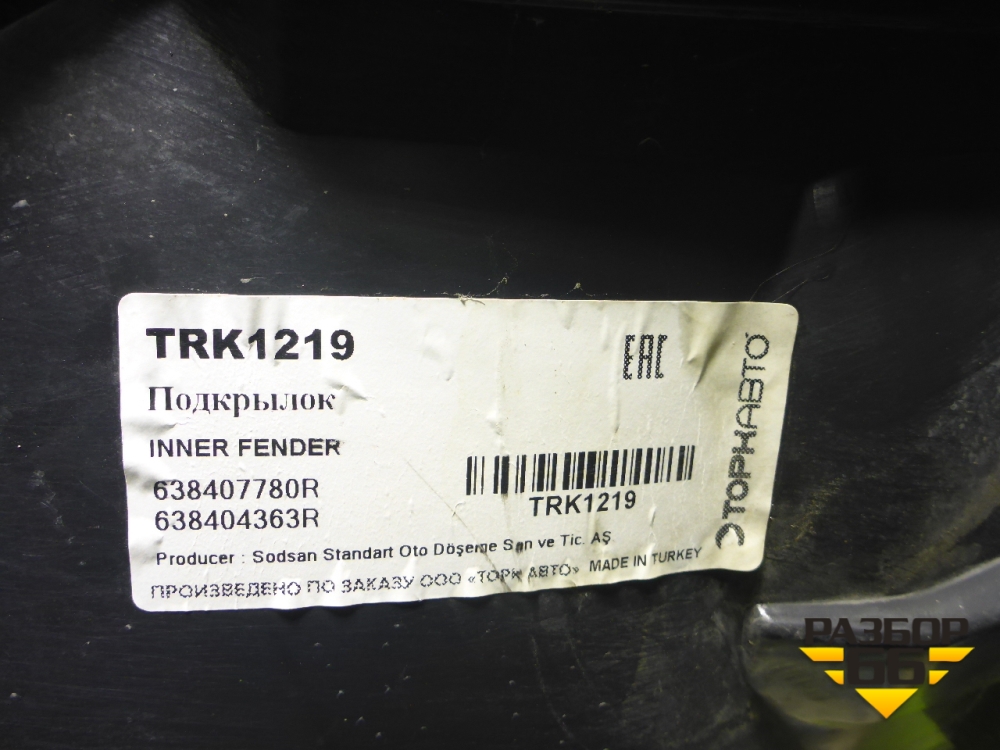 TRK1219
Подкрылок
INNER FENDER
638407780R
638404363R
Producer : Sodsan Standart Oto Döşeme San ve Tic. AŞ.
ПРОИЗВЕДЕНО ПО ЗАКАЗУ ООО «ТОРК АВТО» MADE IN TURKEY
EAC
TRK1219
ТОРКАВТО
РАЗБОР
66